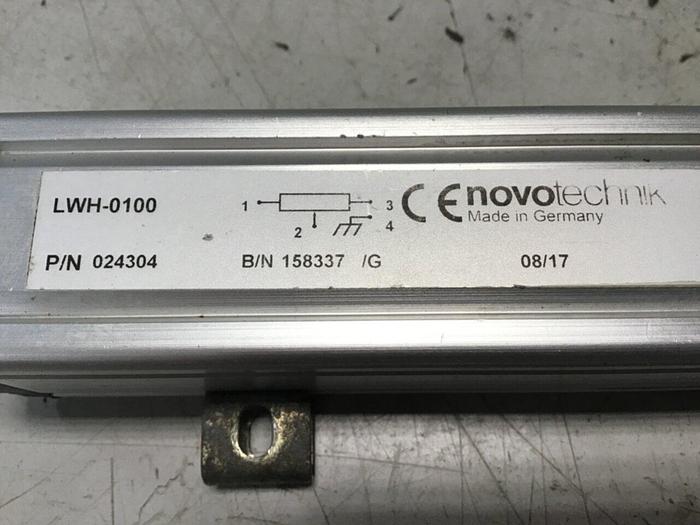 LWH-0100
1
2
3
4
CE novotechnik
Made in Germany
P/N 024304 B/N 158337 /G 08/17